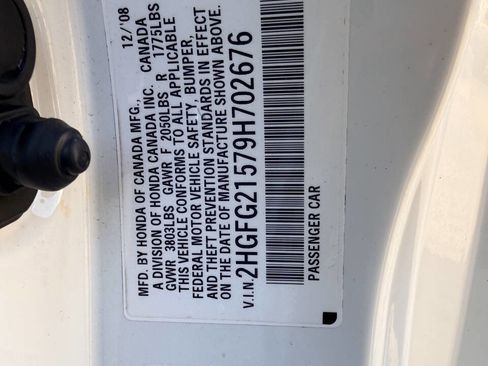 MFD. BY HONDA OF CANADA MFG., 12/'08
A DIVISION OF HONDA CANADA INC. CANADA
GVWR 3803LBS GAWR F 2050LBS R 1775LBS
THIS VEHICLE CONFORMS TO ALL APPLICABLE
FEDERAL MOTOR VEHICLE SAFETY, BUMPER,
AND THEFT PREVENTION STANDARDS IN EFFECT
ON THE DATE OF MANUFACTURE SHOWN ABOVE.
V.I.N. 2HGFG21579H702676
PASSENGER CAR